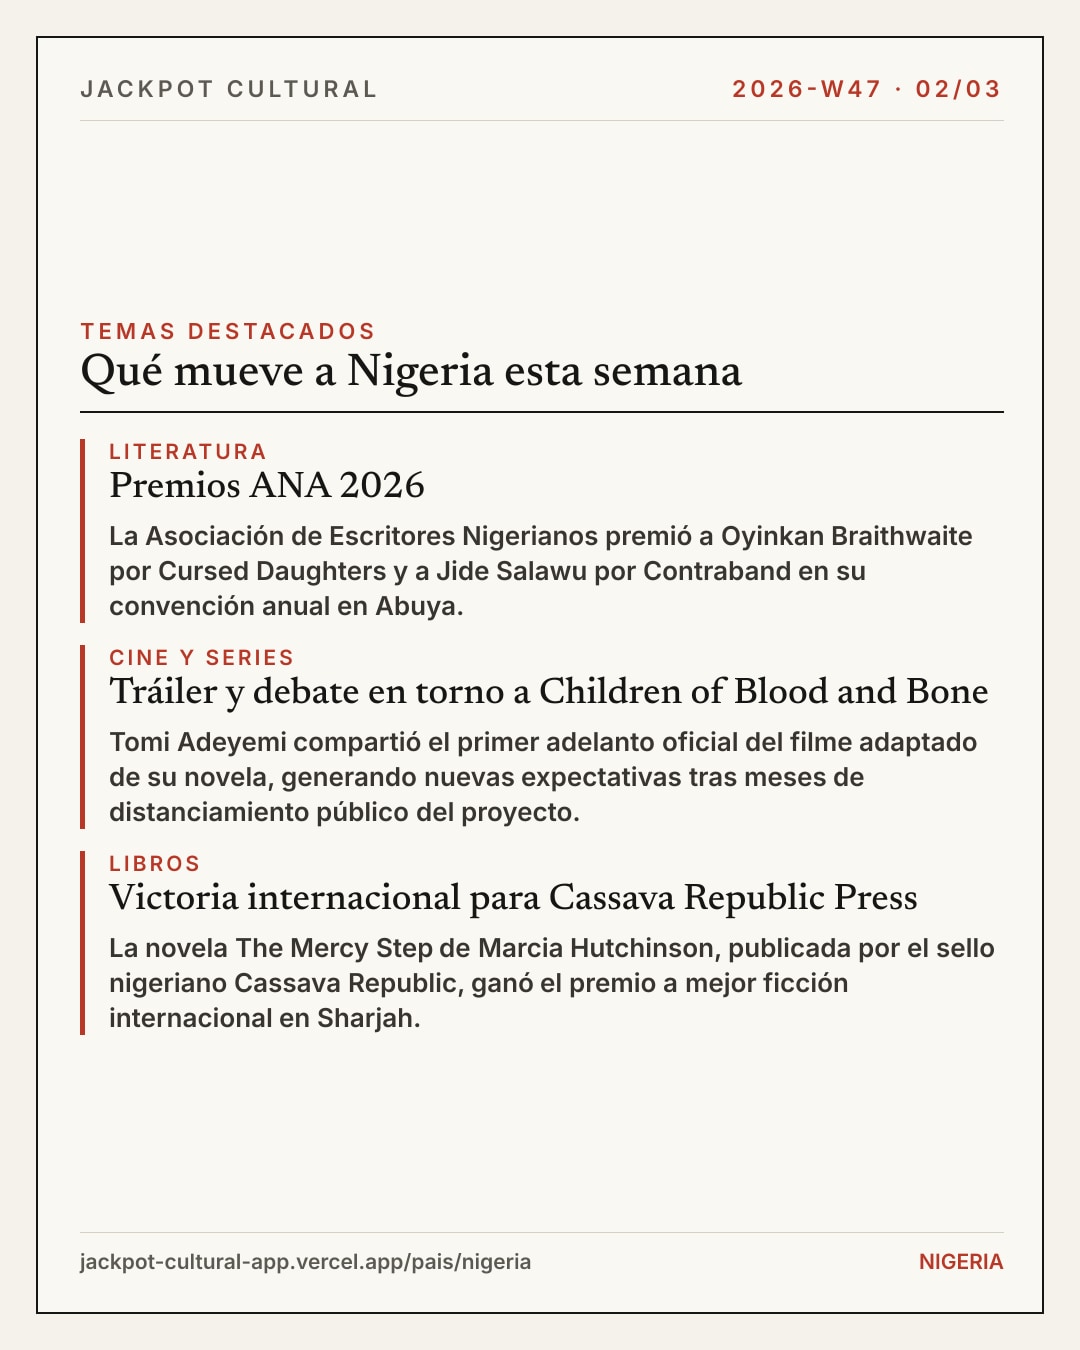 JACKPOT CULTURAL
2026-W47 · 02/03
TEMAS DESTACADOS
Qué mueve a Nigeria esta semana
LITERATURA
Premios ANA 2026
La Asociación de Escritores Nigerianos premió a Oyinkan Braithwaite
por Cursed Daughters y a Jide Salawu por Contraband en su
convención anual en Abuya.
CINE Y SERIES
Tráiler y debate en torno a Children of Blood and Bone
Tomi Adeyemi compartió el primer adelanto oficial del filme adaptado
de su novela, generando nuevas expectativas tras meses de
distanciamiento público del proyecto.
LIBROS
Victoria internacional para Cassava Republic Press
La novela The Mercy Step de Marcia Hutchinson, publicada por el sello
nigeriano Cassava Republic, ganó el premio a mejor ficción
internacional en Sharjah.
jackpot-cultural-app.vercel.app/pais/nigeria
NIGERIA